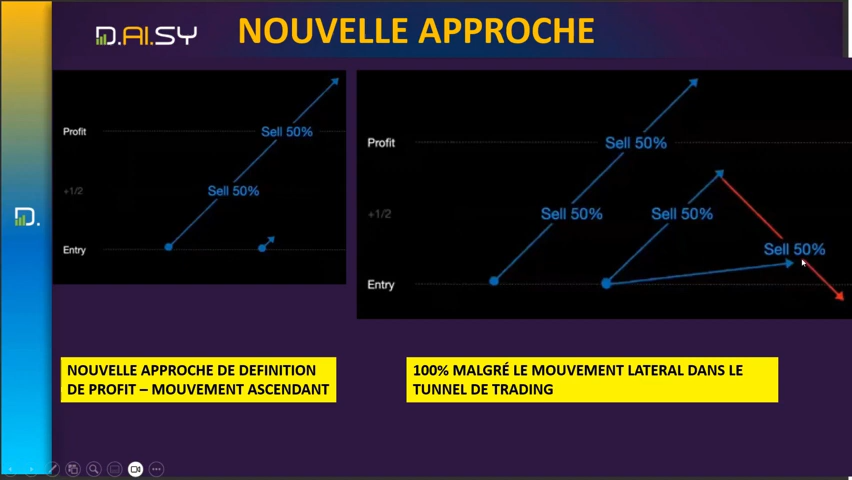 D.AI.SY
NOUVELLE APPROCHE
Profit
Sell 50%
+1/2
Sell 50%
Entry
Profit
Sell 50%
+1/2
Sell 50%
Sell 50%
Sell 50%
Entry
D.
NOUVELLE APPROCHE DE DEFINITION
DE PROFIT – MOUVEMENT ASCENDANT
100% MALGRÉ LE MOUVEMENT LATERAL DANS LE
TUNNEL DE TRADING